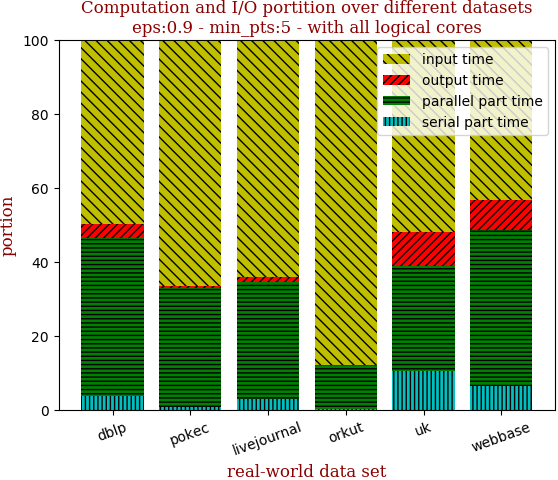 Computation and I/O portition over different datasets
eps:0.9 - min_pts:5 - with all logical cores
100
80
60
40
20
0
portion
input time
output time
parallel part time
serial part time
dblp
pokec
livejournal
orkut
uk
webbase
real-world data set